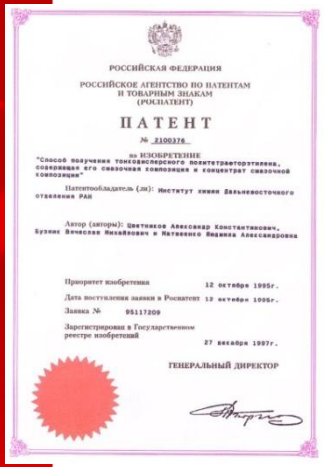 РОССИЙСКАЯ ФЕДЕРАЦИЯ
РОССИЙСКОЕ АГЕНТСТВО ПО ПАТЕНТАМ
И ТОВАРНЫМ ЗНАКАМ
(РОСПАТЕНТ)
ПАТЕНТ
№ 2100376
на ИЗОБРЕТЕНИЕ
"Способ получения тонкодисперсного политетрафторэтилена,
содержащая его смазочная композиция и концентрат смазочной
композиции"
Патентообладатель (ли): Институт химии Дальневосточного
отделения РАН
Автор (авторы): Цветников Александр Константинович,
Бузник Вячеслав Михайлович и Матвеенко Людмила Александровна
Приоритет изобретения 12 октября 1995г.
Дата поступления заявки в Роспатент 12 октября 1995г.
Заявка № 95117209
Зарегистрирован в Государственном
реестре изобретений
27 декабря 1997г.
ГЕНЕРАЛЬНЫЙ ДИРЕКТОР